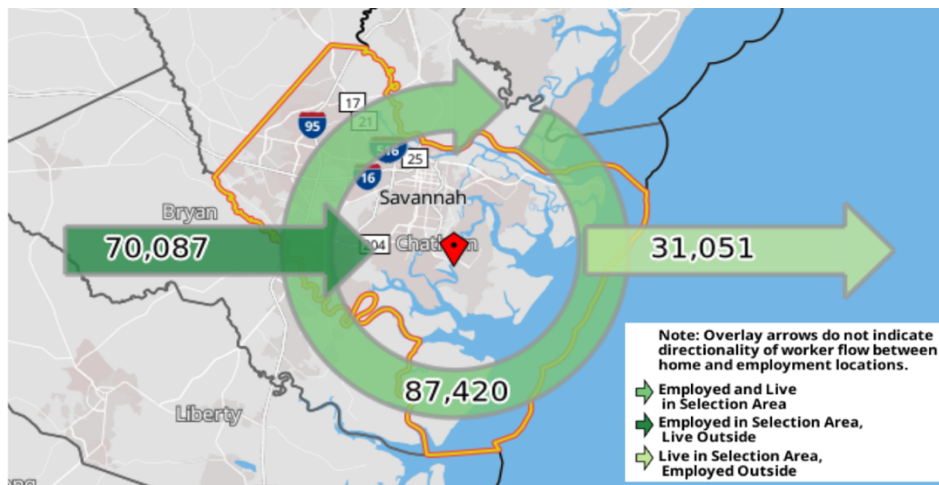 17
21
95
516
25
16
Savannah
Bryan
70,087
Chatham
31,051
87,420
Liberty
Note: Overlay arrows do not indicate
directionality of worker flow between
home and employment locations.
Employed and Live
in Selection Area
Employed in Selection Area,
Live Outside
Live in Selection Area,
Employed Outside